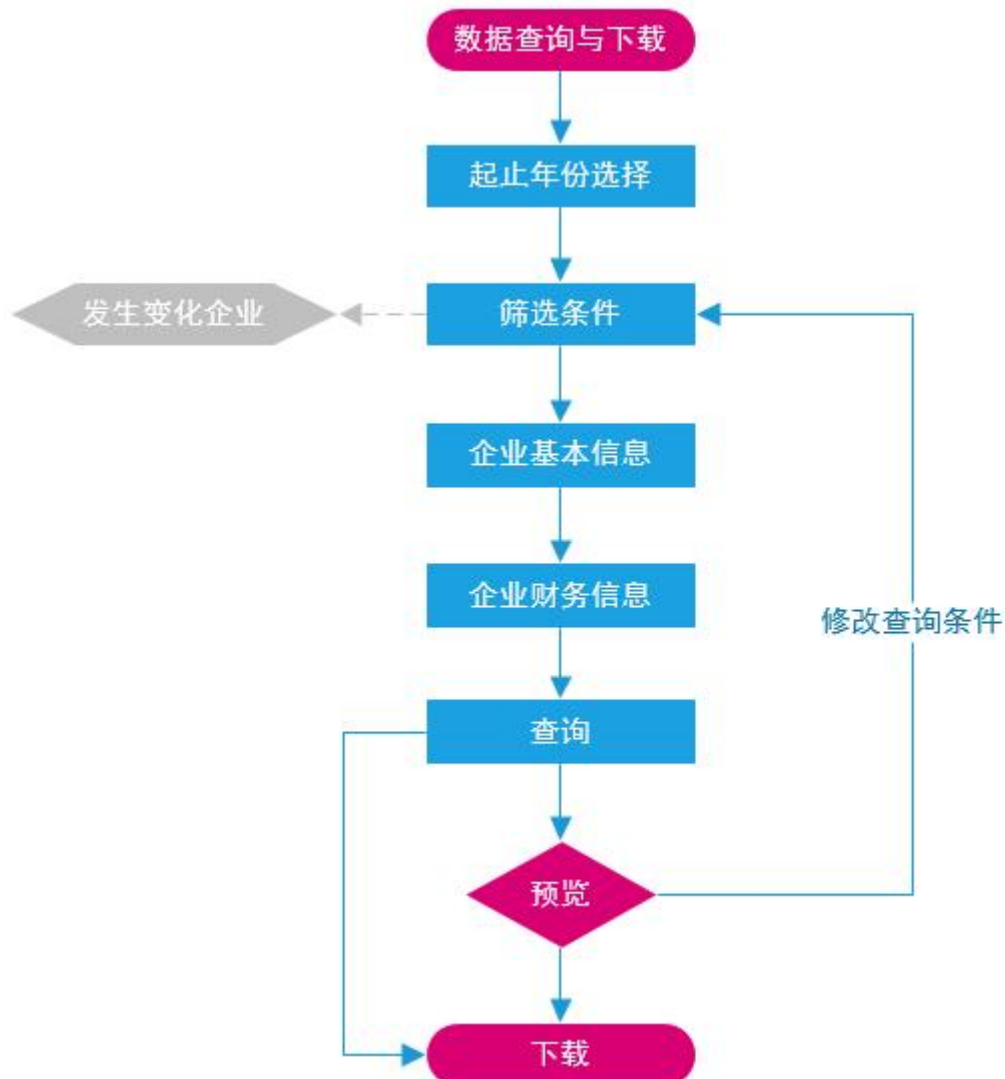 数据查询与下载
起止年份选择
发生变化企业
筛选条件
企业基本信息
企业财务信息
修改查询条件
查询
预览
下载